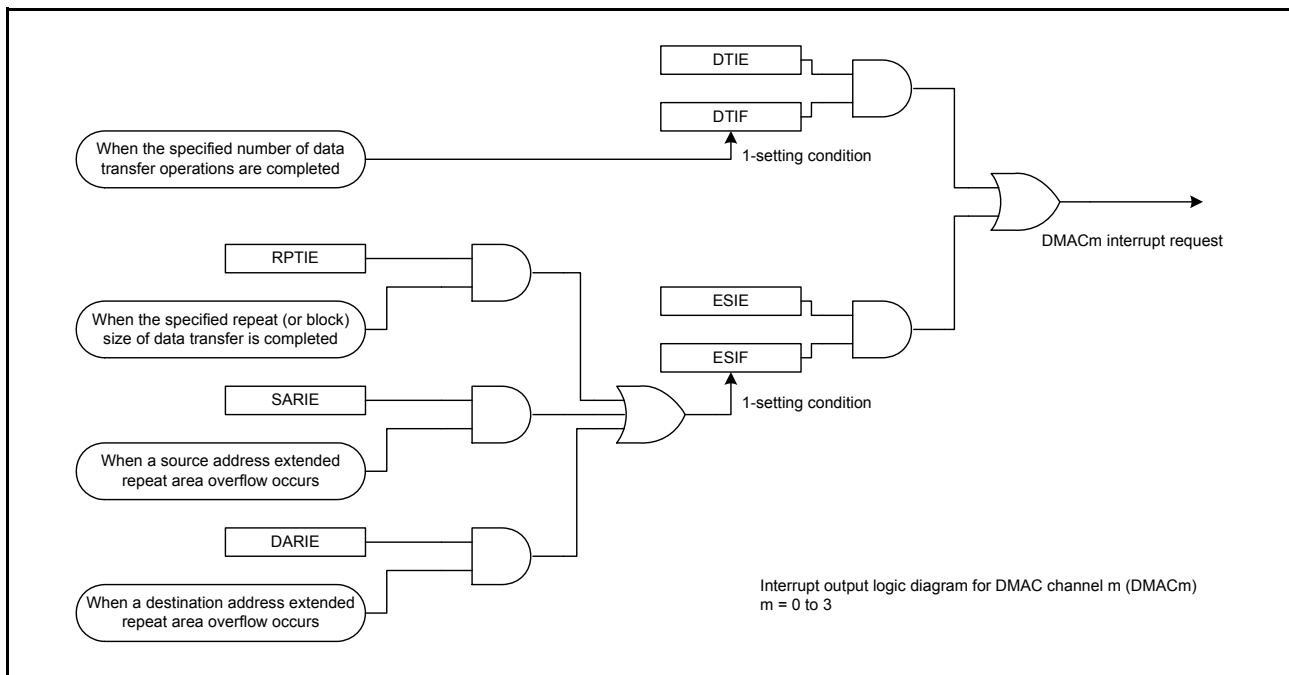 DTIE
DTIF
When the specified number of data
transfer operations are completed
1-setting condition
DMACm interrupt request
RPTIE
When the specified repeat (or block)
size of data transfer is completed
ESIE
ESIF
1-setting condition
SARIE
When a source address extended
repeat area overflow occurs
DARIE
When a destination address extended
repeat area overflow occurs
Interrupt output logic diagram for DMAC channel m (DMACm)
m = 0 to 3